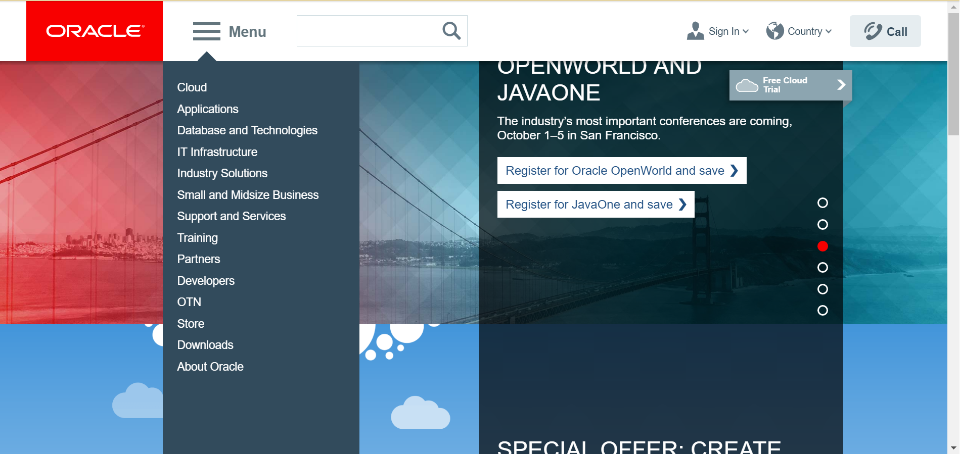 ORACLE
Menu
Sign In
Country
Call
Cloud
Applications
Database and Technologies
IT Infrastructure
Industry Solutions
Small and Midsize Business
Support and Services
Training
Partners
Developers
OTN
Store
Downloads
About Oracle
OPENWORLD AND
JAVAONE
The industry's most important conferences are coming,
October 1–5 in San Francisco.
Register for Oracle OpenWorld and save
Register for JavaOne and save
Free Cloud
Trial
SPECIAL OFFER: CREATE